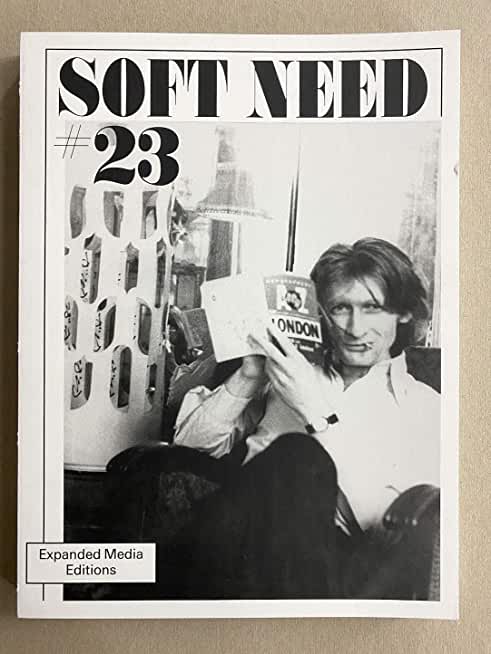 SOFT NEED
#23
LONDON
Expanded Media
Editions